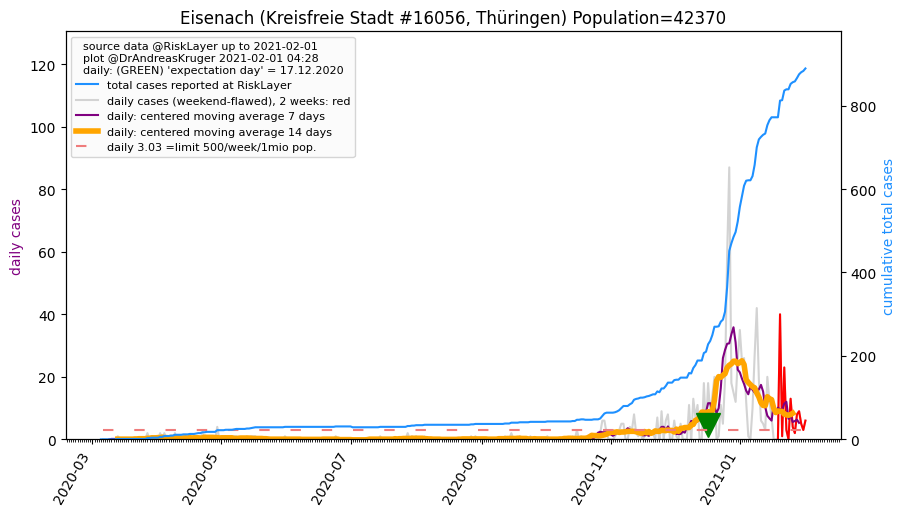 Eisenach (Kreisfreie Stadt #16056, Thüringen) Population=42370
source data @RiskLayer up to 2021-02-01
plot @DrAndreasKruger 2021-02-01 04:28
daily: (GREEN) 'expectation day' = 17.12.2020
total cases reported at RiskLayer
daily cases (weekend-flawed), 2 weeks: red
daily: centered moving average 7 days
daily: centered moving average 14 days
daily 3.03 =limit 500/week/1mio pop.
daily cases
120
100
80
60
40
20
0
cumulative total cases
800
600
400
200
0
2020-03
2020-05
2020-07
2020-09
2020-11
2021-01